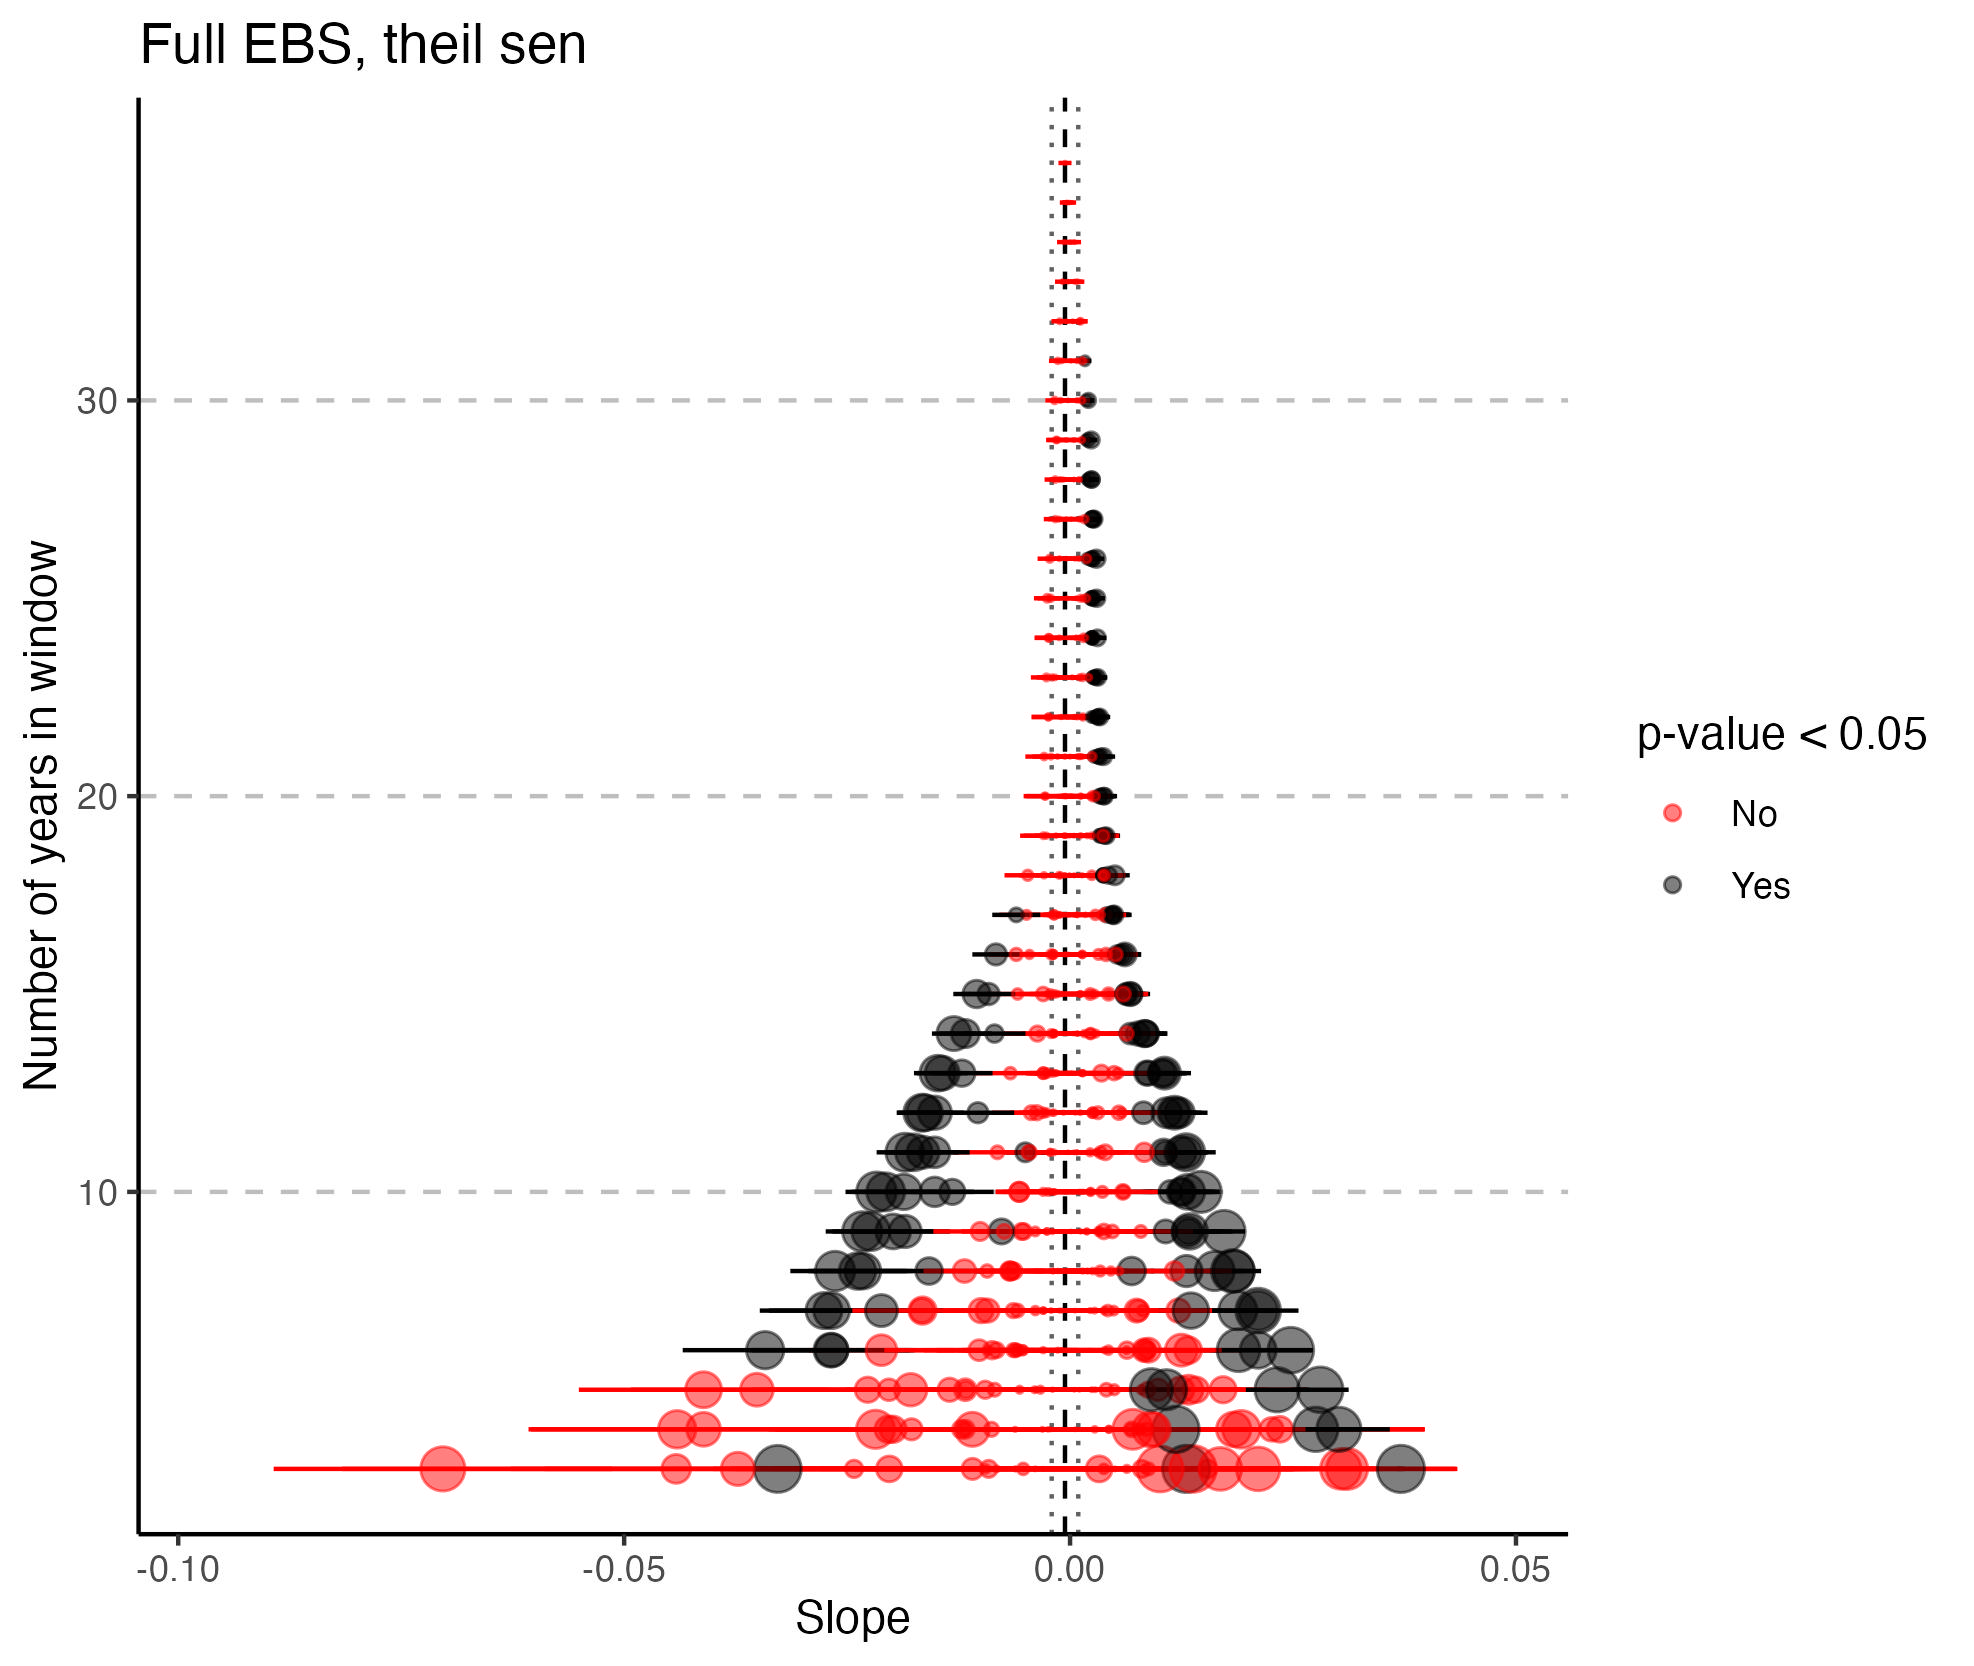 Full EBS, theil sen
Number of years in window
30
20
10
-0.10
-0.05
0.00
0.05
Slope
p-value < 0.05
No
Yes